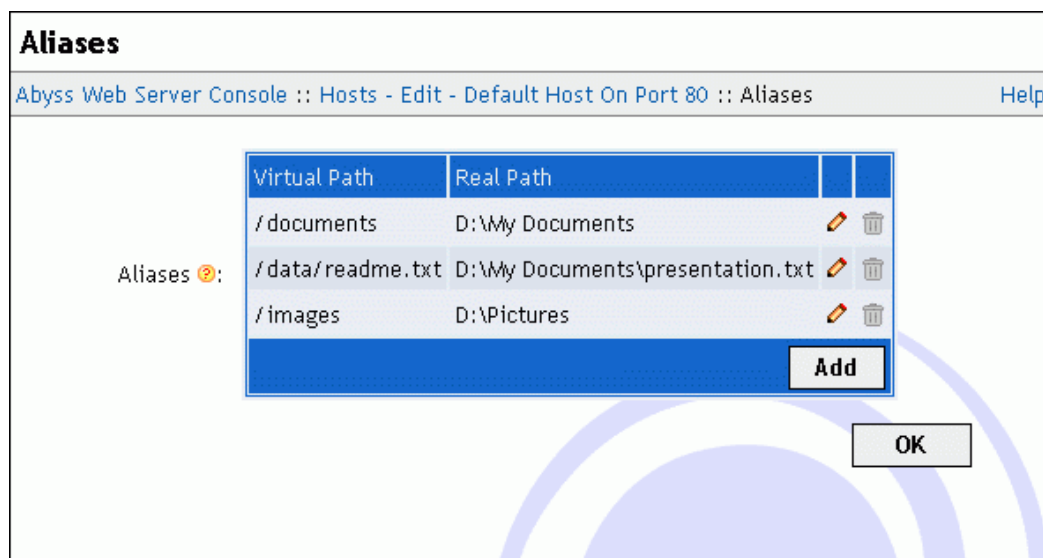 Aliases
Abyss Web Server Console :: Hosts - Edit - Default Host On Port 80 :: Aliases Help
Virtual Path Real Path
/documents D:\My Documents
Aliases ?: /data/readme.txt D:\My Documents\presentation.txt
/images D:\Pictures
Add
OK